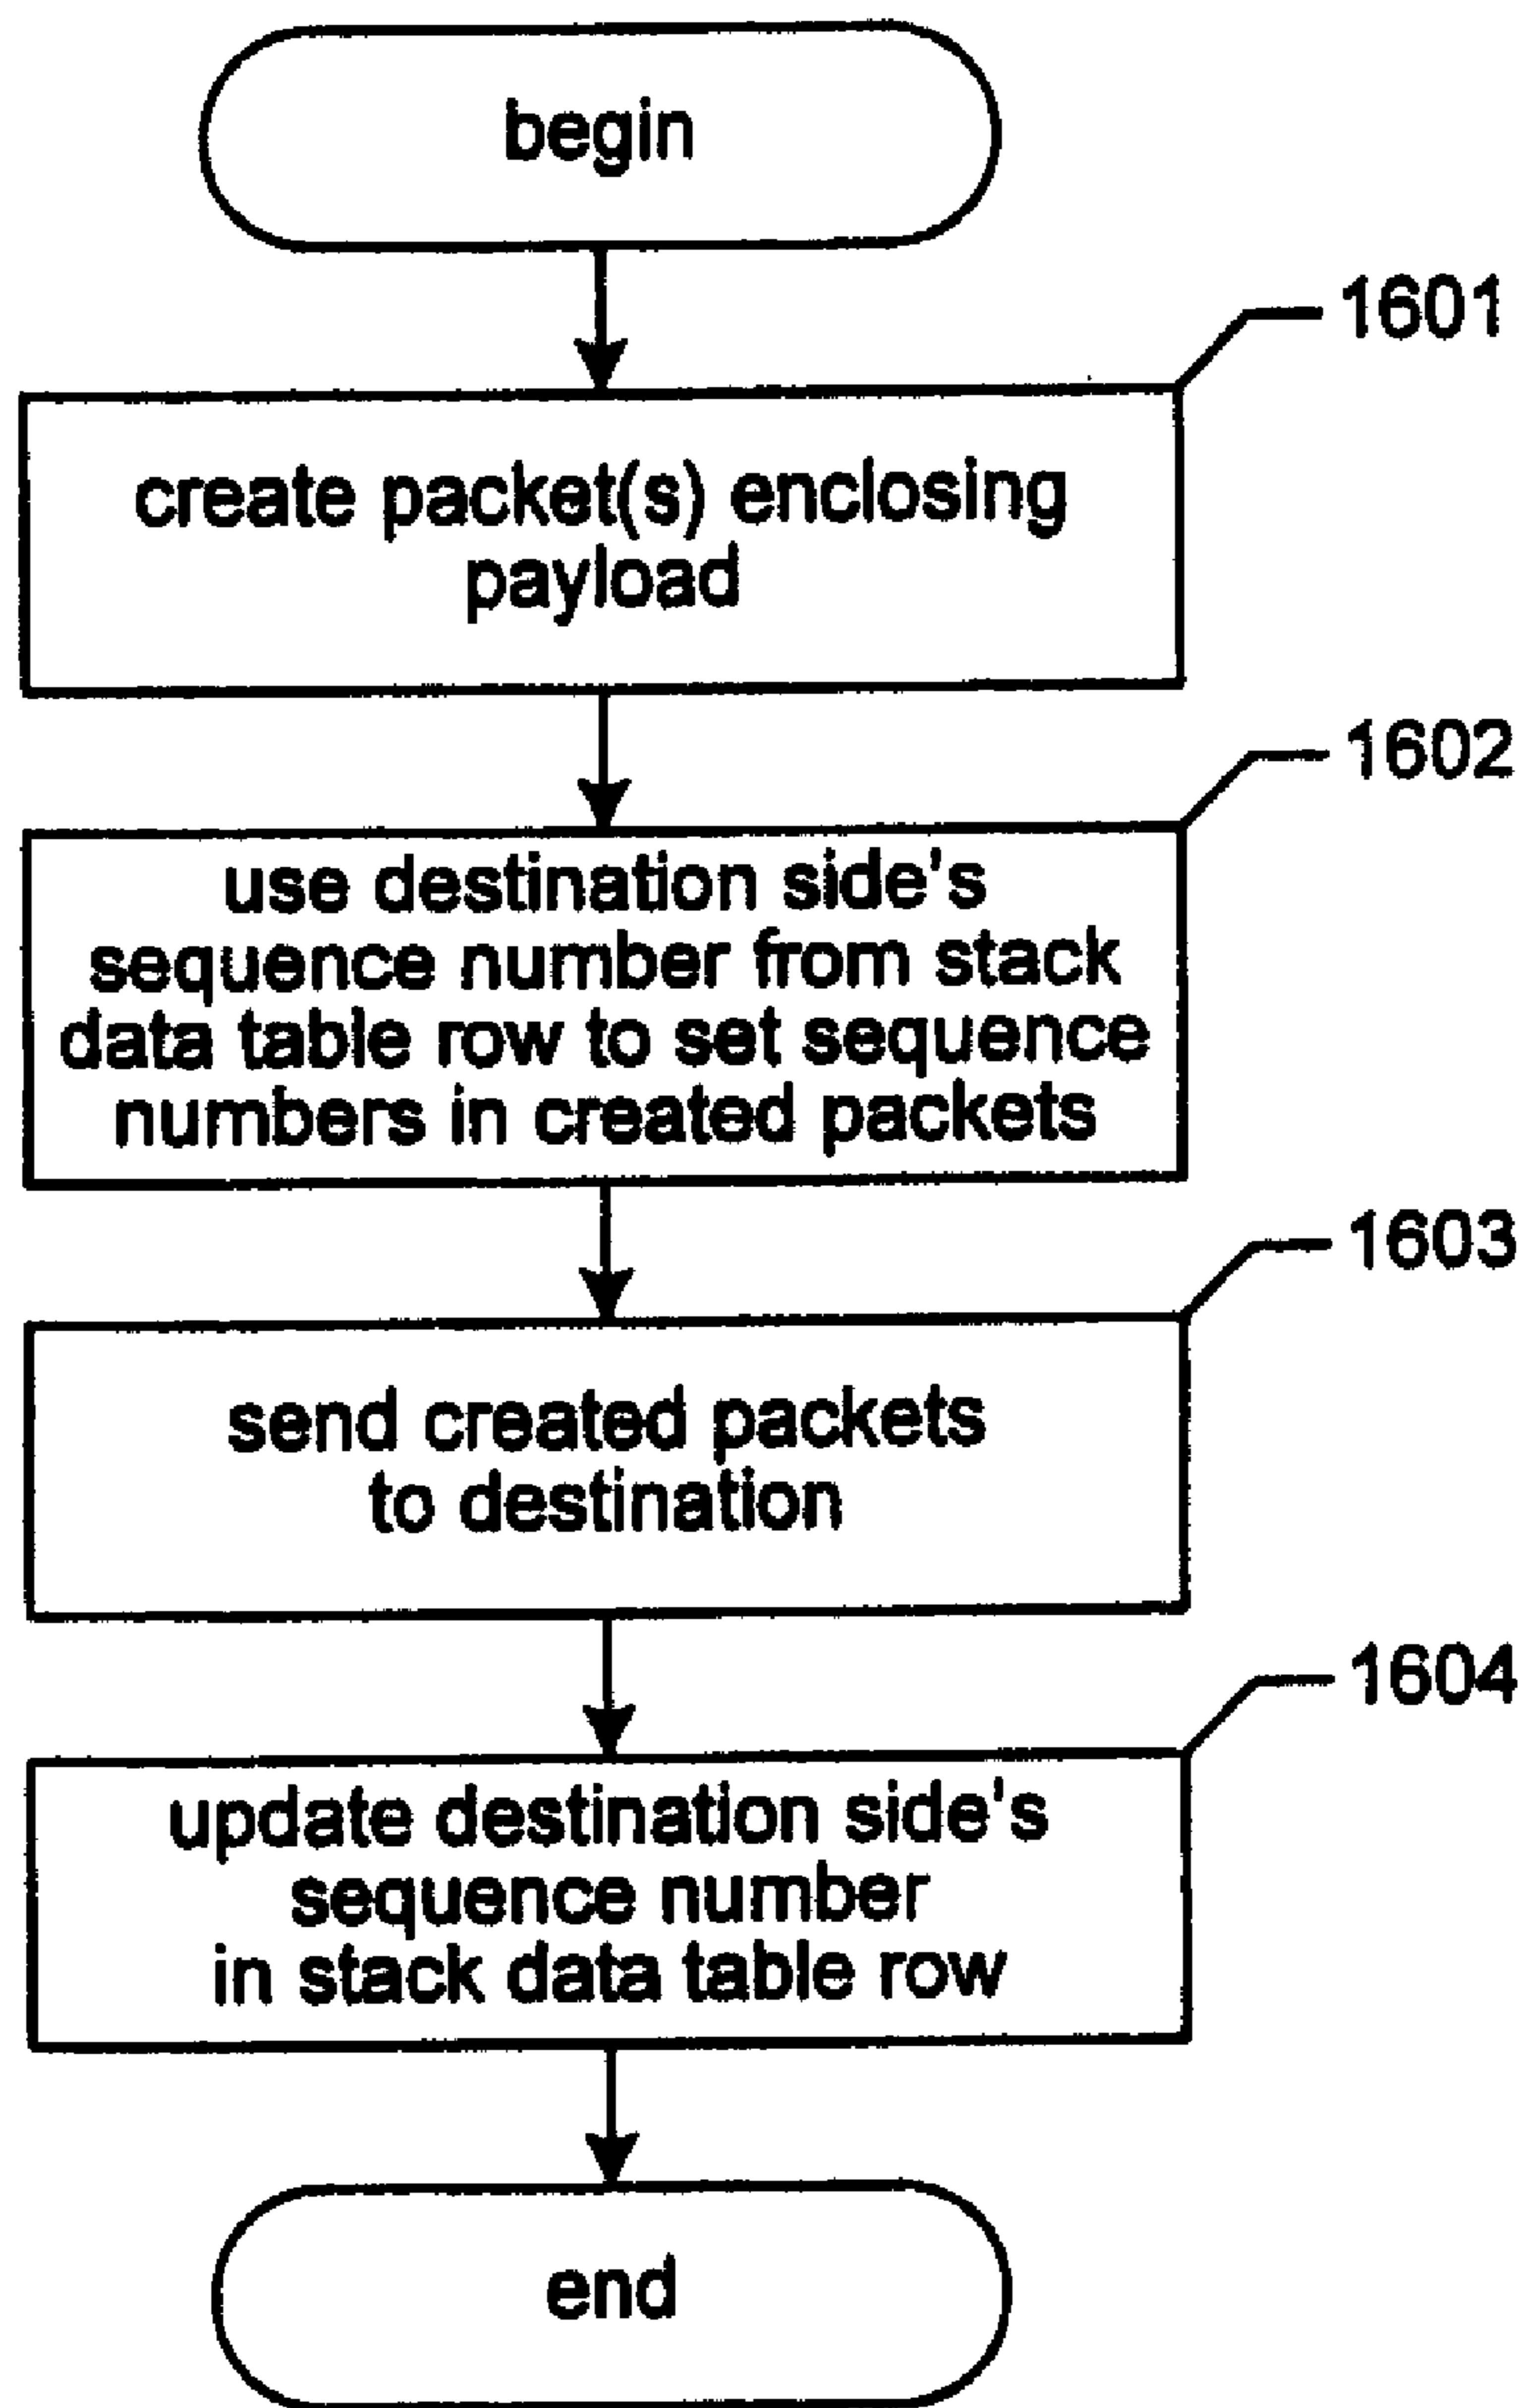 begin
1601
create packet(s) enclosing
payload
1602
use destination side's
sequence number from stack
data table row to set sequence
numbers in created packets
1603
send created packets
to destination
1604
update destination side's
sequence number
in stack data table row
end